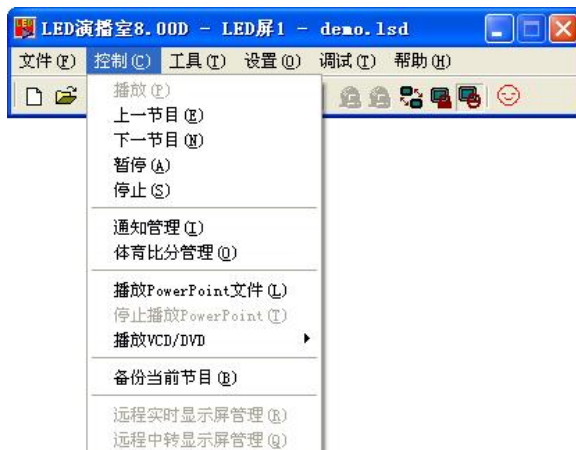 LED演播室8.00D - LED屏1 - demo.lsd
文件(F) 控制(C) 工具(T) 设置(O) 调试(I) 帮助(H)
播放(P)
上一节目(E)
下一节目(N)
暂停(A)
停止(S)
通知管理(I)
体育比分管理(O)
播放PowerPoint文件(L)
停止播放PowerPoint(T)
播放VCD/DVD
备份当前节目(B)
远程实时显示屏管理(R)
远程中转显示屏管理(Q)